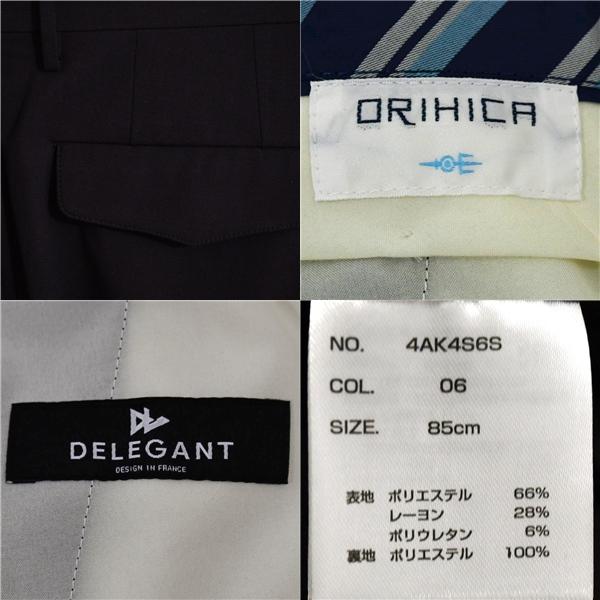 ORIHICA
DELEGANT
DESIGN IN FRANCE
NO. 4AK4S6S
COL. 06
SIZE. 85cm
表地 ポリエステル 66%
レーヨン 28%
ポリウレタン 6%
裏地 ポリエステル 100%